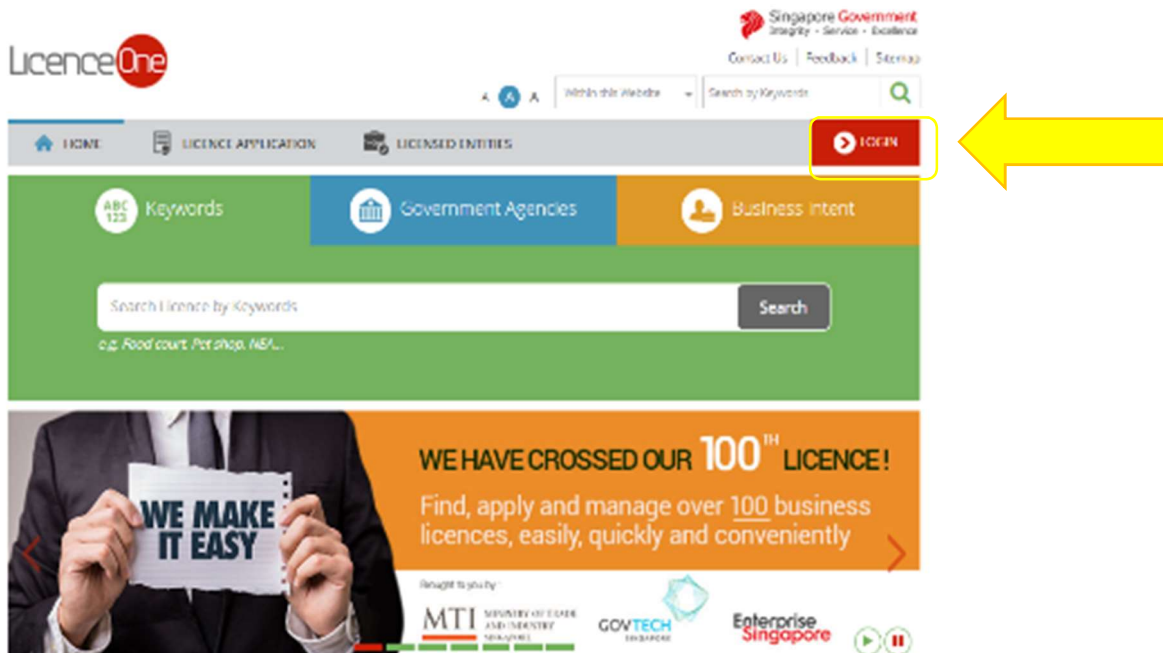 Singapore Government
Integrity · Service · Excellence
LicenceOne
Contact Us | Feedback | Sitemap
A A A Within this Website Search by Keywords
HOME LICENCE APPLICATION LICENSED ENTITIES LOGIN
ABC 123 Keywords Government Agencies Business Intent
Search Licence by Keywords Search
e.g. Food court, Pet shop, NEA...
WE HAVE CROSSED OUR 100TH LICENCE!
Find, apply and manage over 100 business
licences, easily, quickly and conveniently
WE MAKE
IT EASY
Brought to you by:
MTI MINISTRY OF TRADE
AND INDUSTRY
SINGAPORE
GOVTECH
SINGAPORE
Enterprise
Singapore